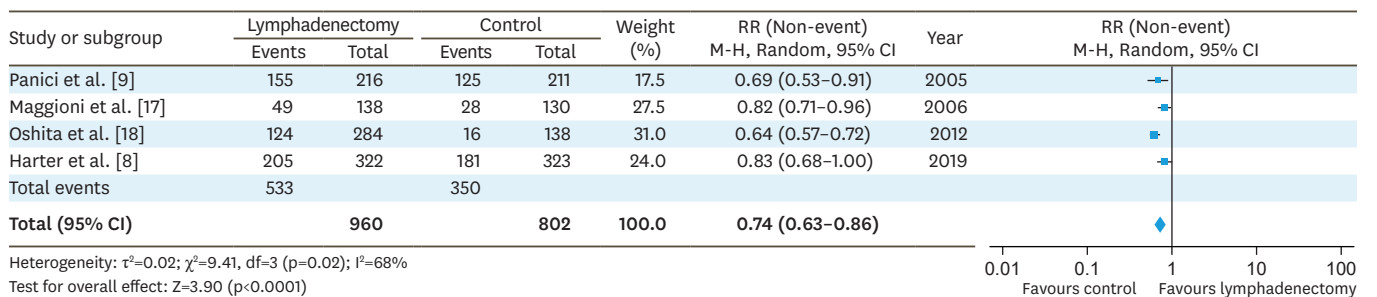 Study or subgroup Lymphadenectomy Control Weight (%) RR (Non-event) M-H, Random, 95% CI Year RR (Non-event) M-H, Random, 95% CI
Events Total Events Total
Panici et al. [9] 155 216 125 211 17.5 0.69 (0.53–0.91) 2005
Maggioni et al. [17] 49 138 28 130 27.5 0.82 (0.71–0.96) 2006
Oshita et al. [18] 124 284 16 138 31.0 0.64 (0.57–0.72) 2012
Harter et al. [8] 205 322 181 323 24.0 0.83 (0.68–1.00) 2019
Total events 533 350
Total (95% CI) 960 802 100.0 0.74 (0.63–0.86)
Heterogeneity: τ²=0.02; χ²=9.41, df=3 (p=0.02); I²=68%
Test for overall effect: Z=3.90 (p<0.0001)
0.01 0.1 1 10 100
Favours control Favours lymphadenectomy